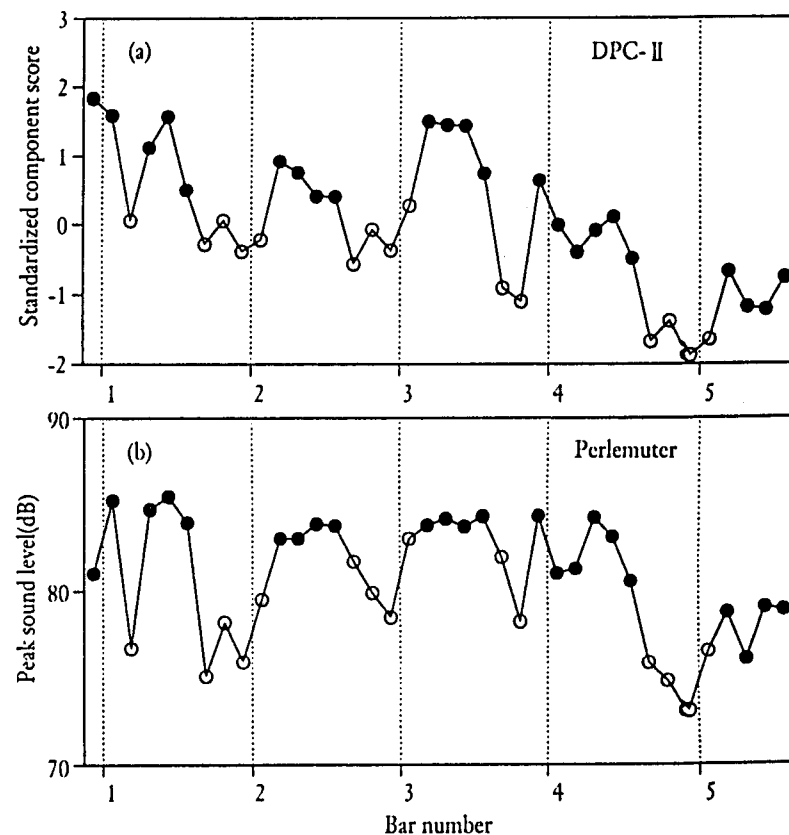 3
(a)
DPC-II
2
1
0
-1
-2
Standardized component score
1 2 3 4 5
90
(b)
Perlemuter
80
70
Peak sound level(dB)
1 2 3 4 5
Bar number